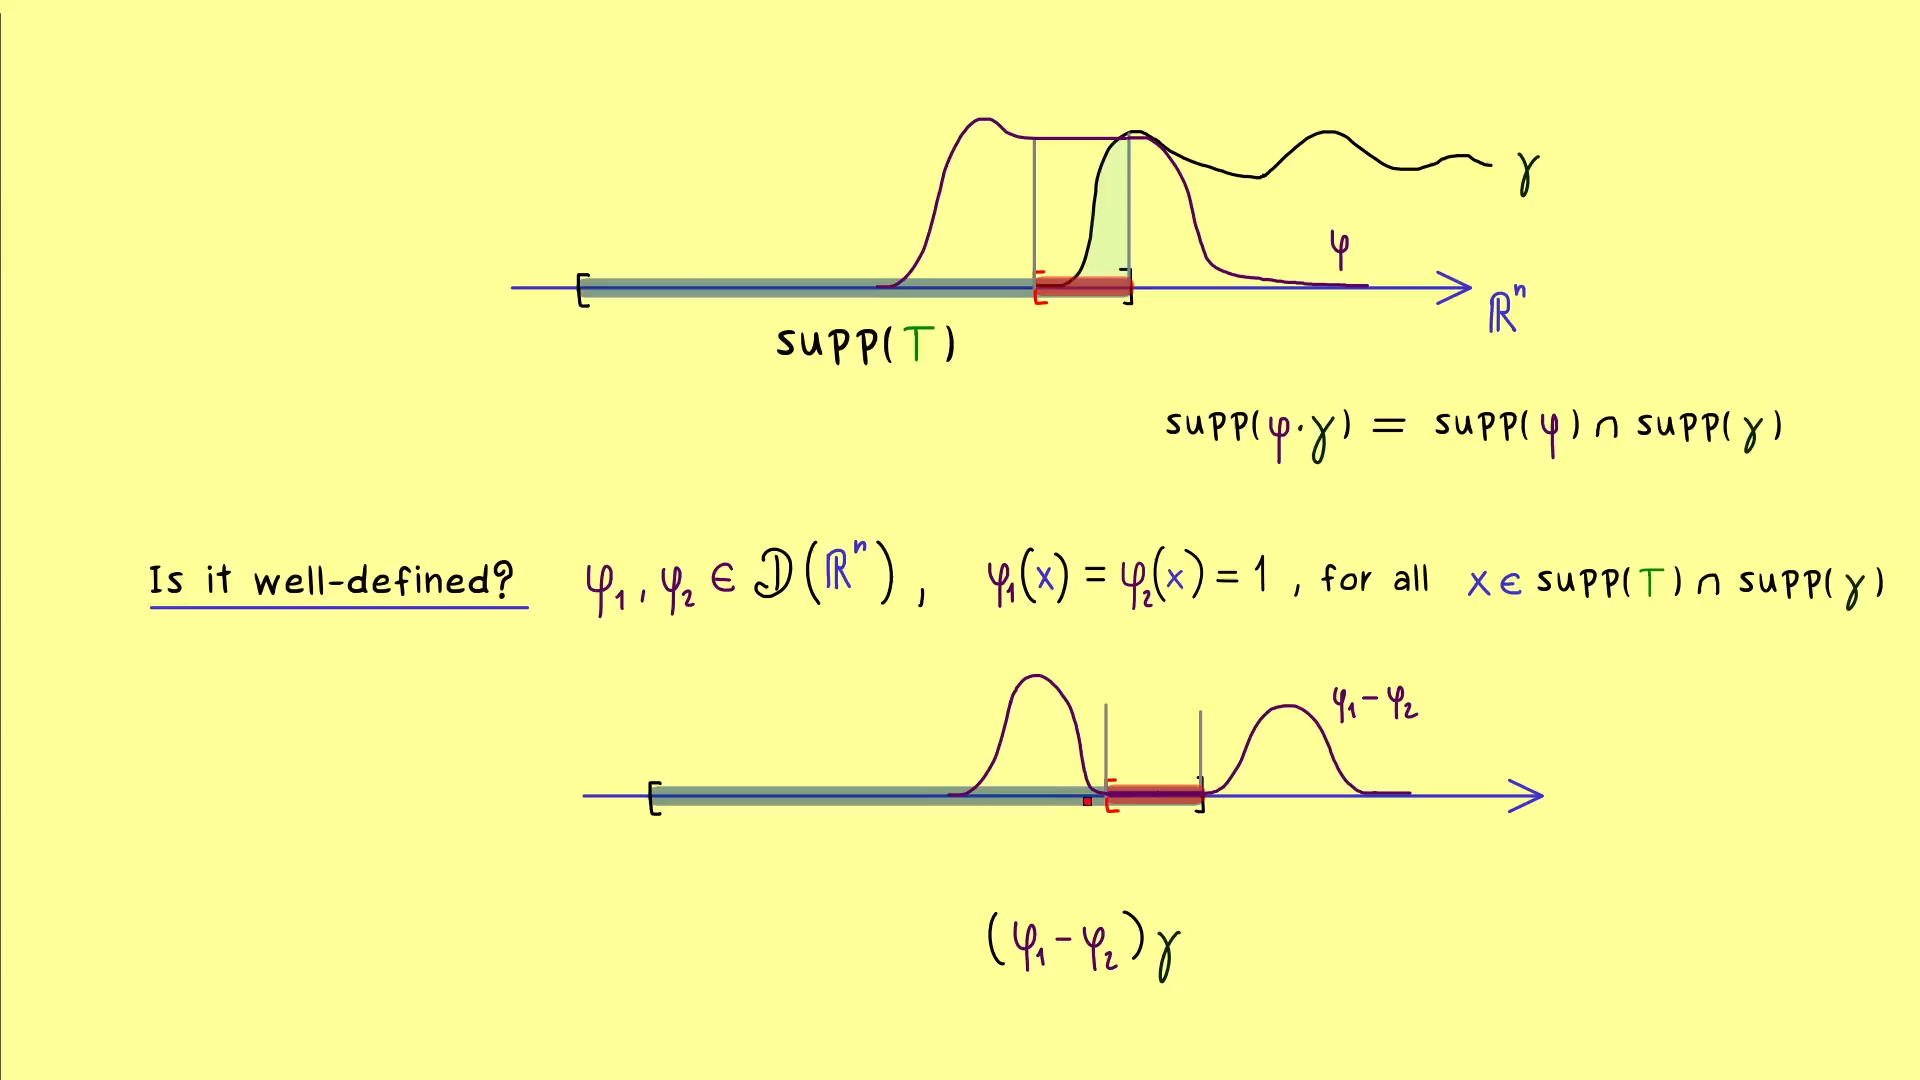 γ
φ
ℝⁿ
supp(T)
supp(φ·γ) = supp(φ) ∩ supp(γ)
Is it well-defined? φ₁, φ₂ ∈ 𝒟(ℝⁿ), φ₁(x) = φ₂(x) = 1, for all x ∈ supp(T) ∩ supp(γ)
φ₁ − φ₂
(φ₁ − φ₂)γ